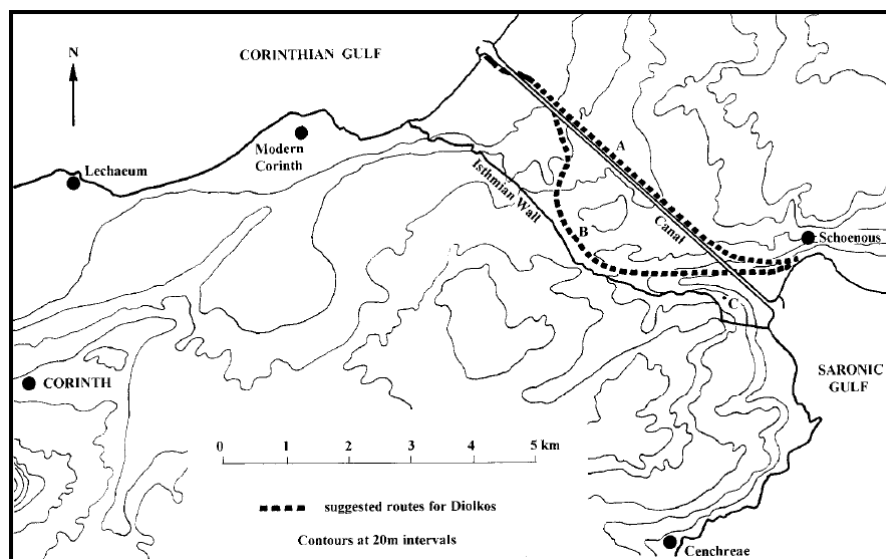 CORINTHIAN GULF
N
A
Modern
Corinth
Lechaeum
Isthmian Wall
Canal
B
Schoenous
C
SARONIC
GULF
CORINTH
0 1 2 3 4 5 km
suggested routes for Diolkos
Contours at 20m intervals
Cenchreae